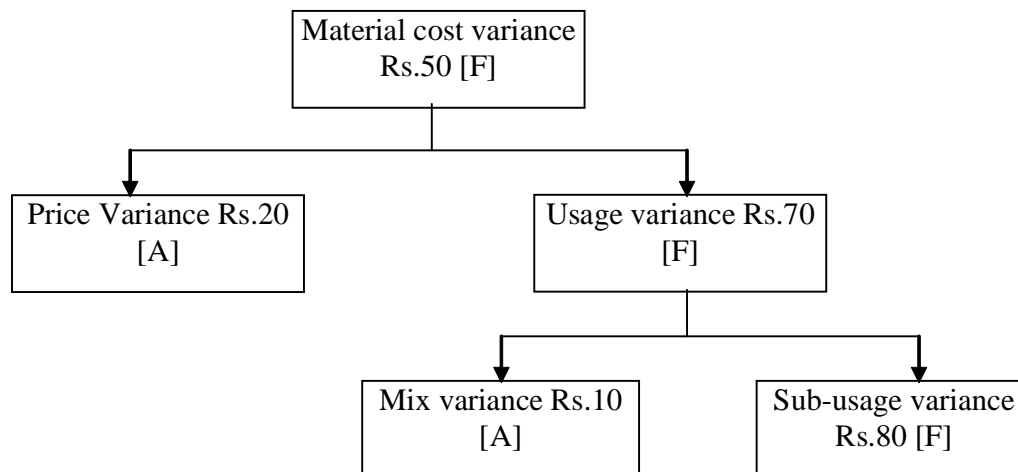 Material cost variance
Rs.50 [F]
Price Variance Rs.20
[A]
Usage variance Rs.70
[F]
Mix variance Rs.10
[A]
Sub-usage variance
Rs.80 [F]